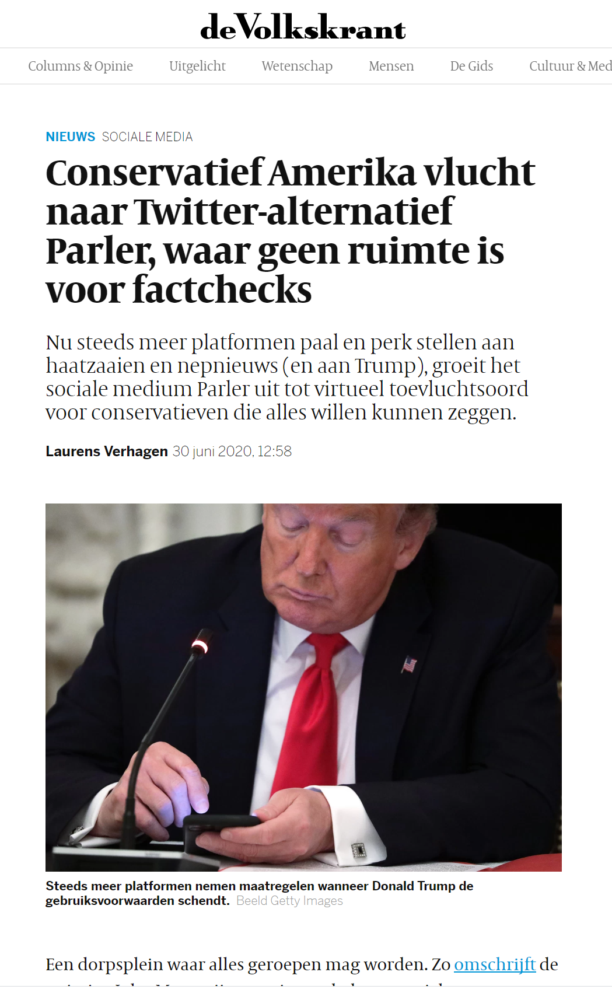 de Volkskrant
Columns & Opinie Uitgelicht Wetenschap Mensen De Gids Cultuur & Med
NIEUWS SOCIALE MEDIA
Conservatief Amerika vlucht
naar Twitter-alternatief
Parler, waar geen ruimte is
voor factchecks
Nu steeds meer platformen paal en perk stellen aan
haatzaaien en nepnieuws (en aan Trump), groeit het
sociale medium Parler uit tot virtueel toevluchtsoord
voor conservatieven die alles willen kunnen zeggen.
Laurens Verhagen 30 juni 2020, 12:58
Steeds meer platformen nemen maatregelen wanneer Donald Trump de
gebruiksvoorwaarden schendt. Beeld Getty Images
Een dorpsplein waar alles geroepen mag worden. Zo omschrijft de